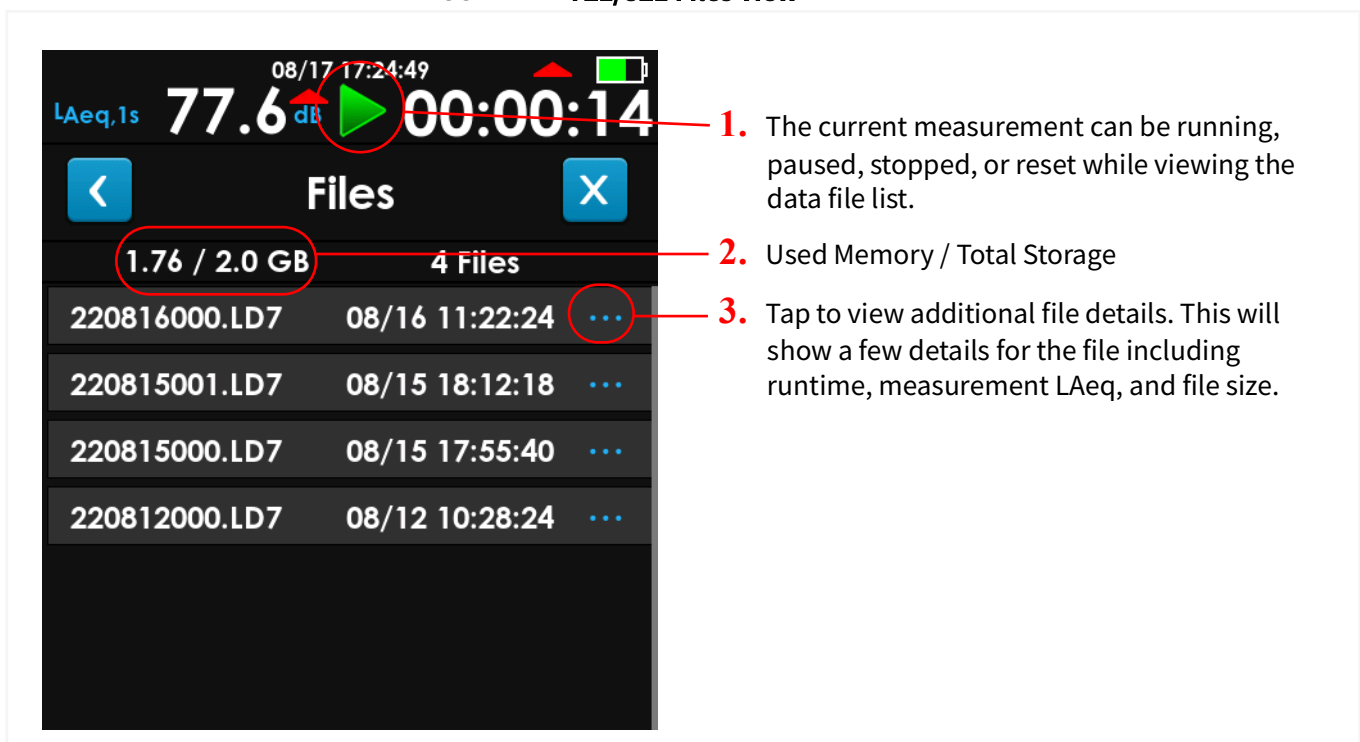 08/17 17:24:49
LAeq,1s 77.6 dB 00:00:14
Files
X
1.76 / 2.0 GB 4 Files
220816000.LD7 08/16 11:22:24 ...
220815001.LD7 08/15 18:12:18 ...
220815000.LD7 08/15 17:55:40 ...
220812000.LD7 08/12 10:28:24 ...
1. The current measurement can be running,
paused, stopped, or reset while viewing the
data file list.
2. Used Memory / Total Storage
3. Tap to view additional file details. This will
show a few details for the file including
runtime, measurement LAeq, and file size.